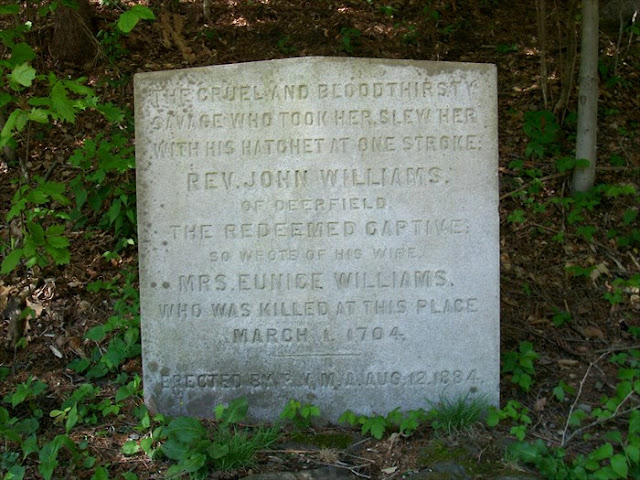 THE CRUEL AND BLOODTHIRSTY
SAVAGE WHO TOOK HER, SLEW HER
WITH HIS HATCHET AT ONE STROKE;
REV. JOHN WILLIAMS.
OF DEERFIELD
THE REDEEMED CAPTIVE;
SO WROTE OF HIS WIFE,
MRS. EUNICE WILLIAMS.
WHO WAS KILLED AT THIS PLACE
MARCH 1. 1704.
ERECTED BY P. V. M. A. AUG. 12. 1884.